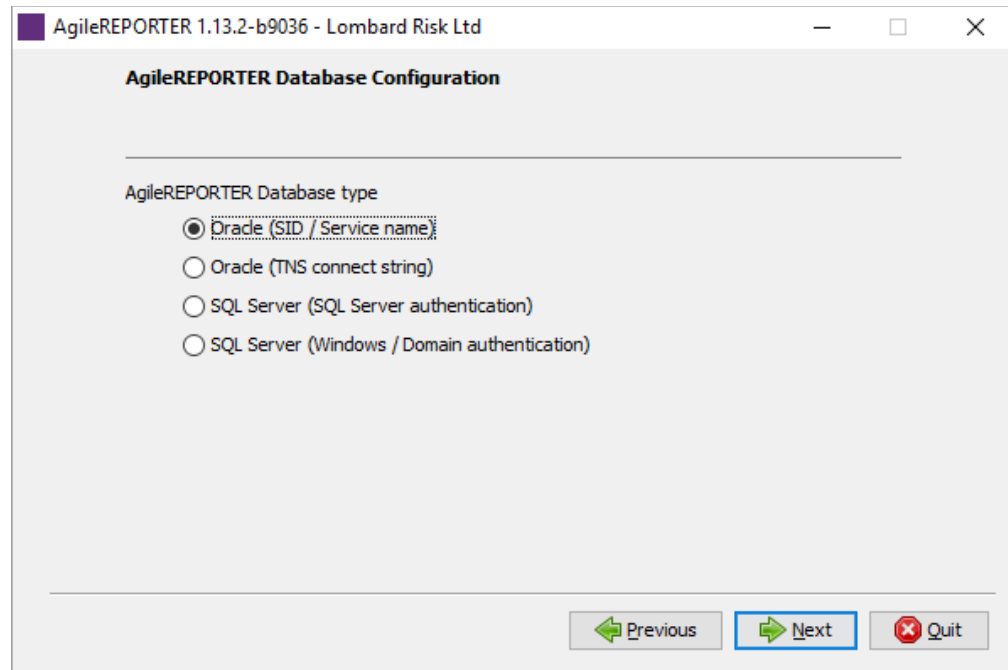 AgileREPORTER 1.13.2-b9036 - Lombard Risk Ltd
AgileREPORTER Database Configuration
AgileREPORTER Database type
Oracle (SID / Service name)
Oracle (TNS connect string)
SQL Server (SQL Server authentication)
SQL Server (Windows / Domain authentication)
Previous Next Quit